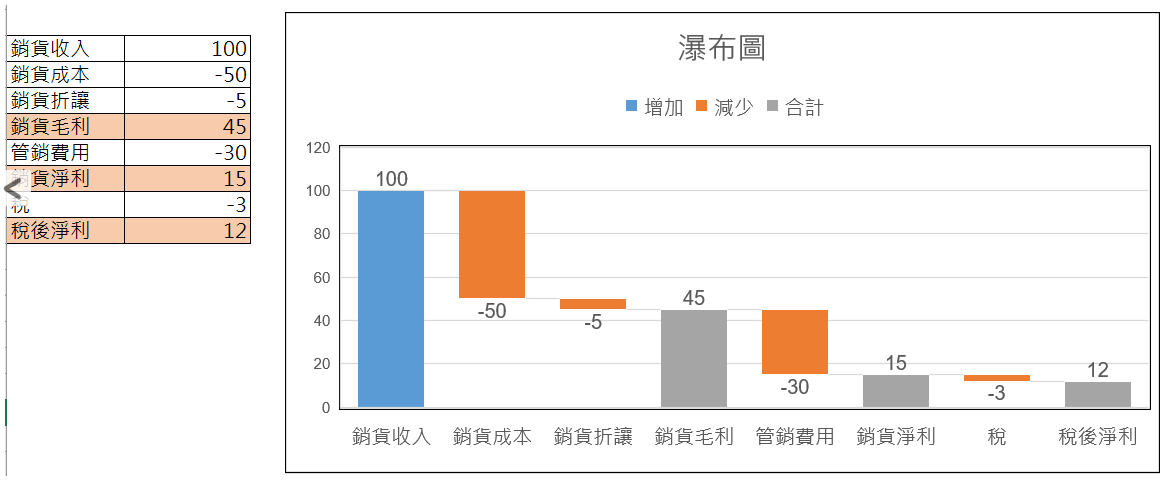 銷貨收入 100
銷貨成本 -50
銷貨折讓 -5
銷貨毛利 45
管銷費用 -30
銷貨淨利 15
稅 -3
稅後淨利 12
瀑布圖
增加 減少 合計
120
100
80
60
40
20
0
100
-50
-5
45
-30
15
-3
12
銷貨收入 銷貨成本 銷貨折讓 銷貨毛利 管銷費用 銷貨淨利 稅 稅後淨利